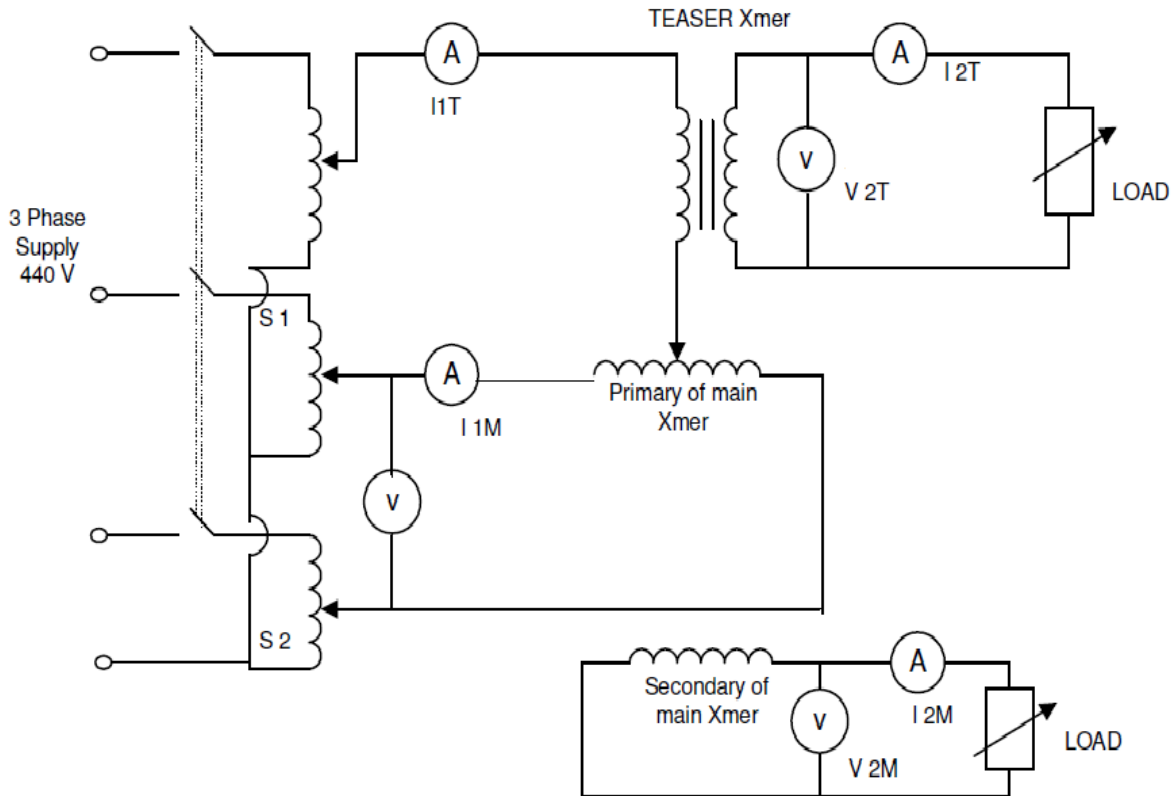 TEASER Xmer
A
I1T
A
I 2T
V
V 2T
LOAD
3 Phase
Supply
440 V
S 1
A
I 1M
Primary of main
Xmer
V
S 2
Secondary of
main Xmer
A
I 2M
V
V 2M
LOAD